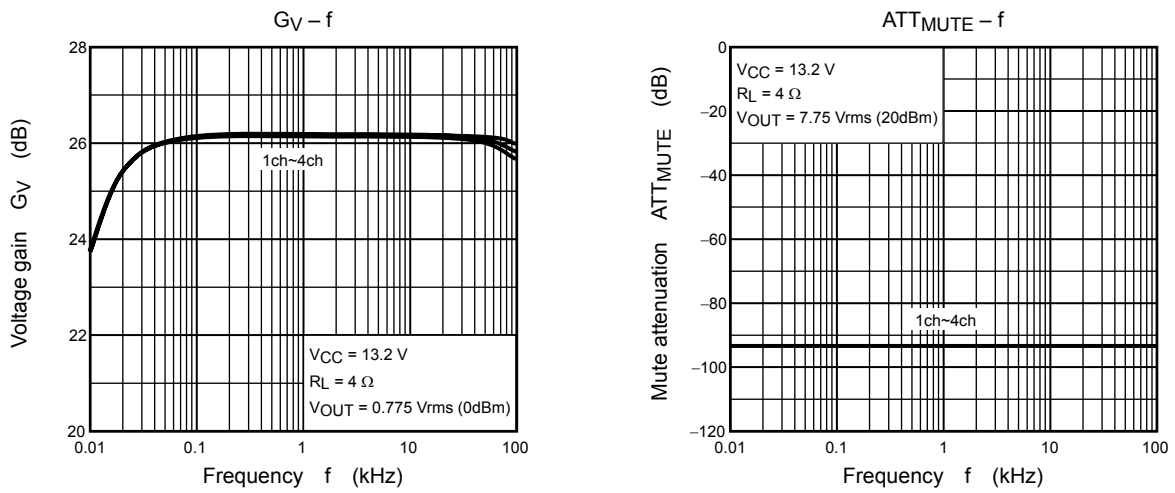 GV – f
28
26
24
22
20
Voltage gain GV (dB)
1ch~4ch
VCC = 13.2 V
RL = 4 Ω
VOUT = 0.775 Vrms (0dBm)
0.01 0.1 1 10 100
Frequency f (kHz)
ATTMUTE – f
0
–20
–40
–60
–80
–100
–120
Mute attenuation ATTMUTE (dB)
VCC = 13.2 V
RL = 4 Ω
VOUT = 7.75 Vrms (20dBm)
1ch~4ch
0.01 0.1 1 10 100
Frequency f (kHz)